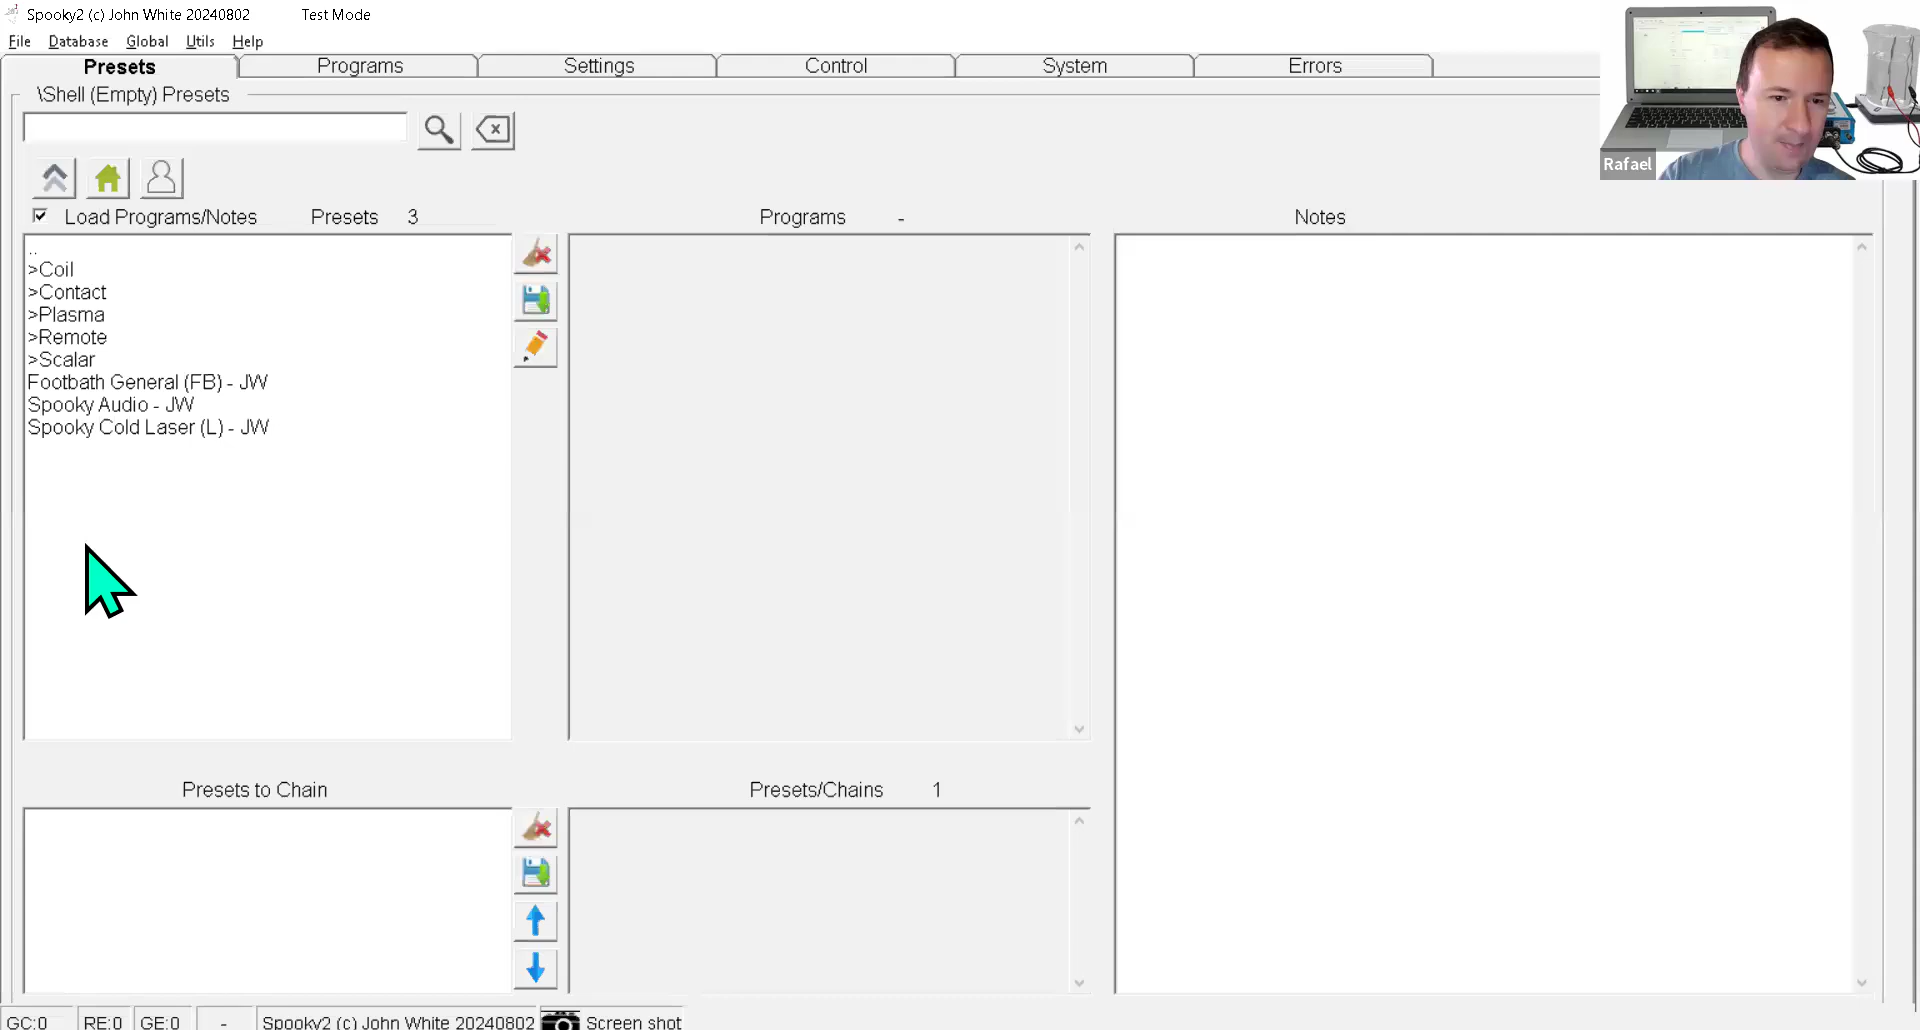 Spooky2 (c) John White 20240802 Test Mode
File Database Global Utils Help
Presets Programs Settings Control System Errors
\Shell (Empty) Presets
Rafael
Load Programs/Notes Presets 3 Programs - Notes
..
>Coil
>Contact
>Plasma
>Remote
>Scalar
Footbath General (FB) - JW
Spooky Audio - JW
Spooky Cold Laser (L) - JW
Presets to Chain Presets/Chains 1
GC:0 RE:0 GE:0 - Spooky2 (c) John White 20240802 Screen shot